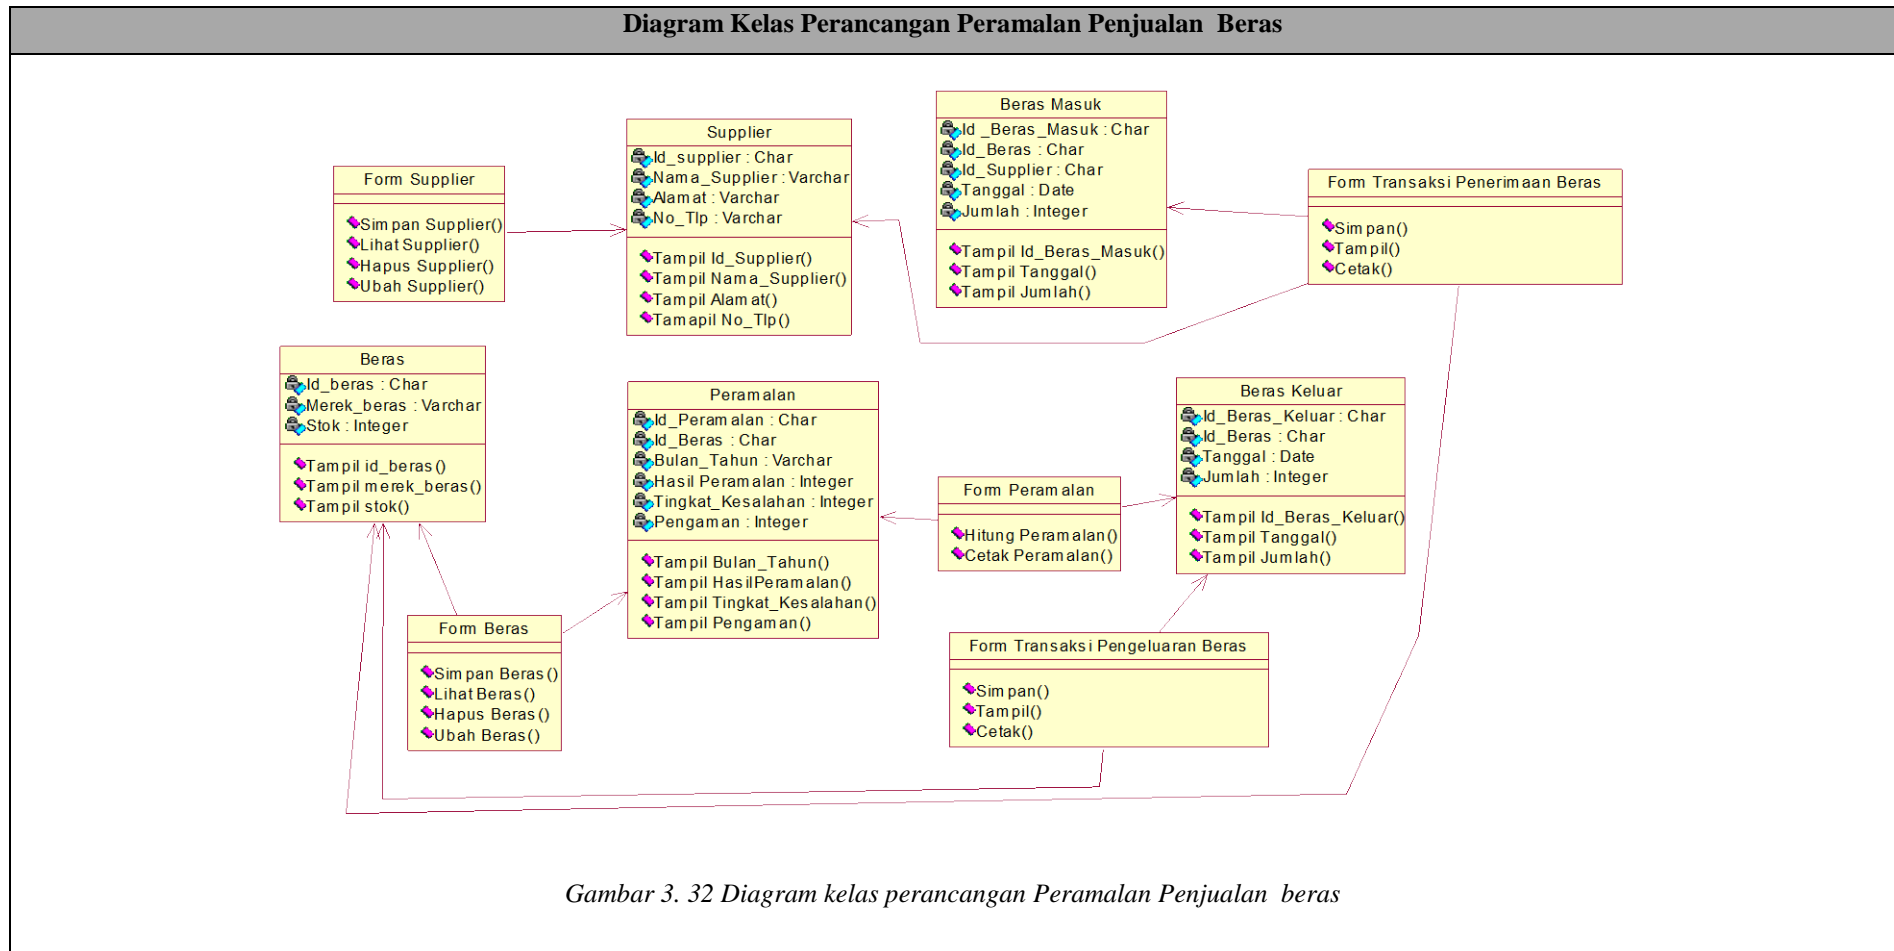 Diagram Kelas Perancangan Peramalan Penjualan Beras
Form Supplier
Simpan Supplier()
Lihat Supplier()
Hapus Supplier()
Ubah Supplier()
Supplier
Id_supplier : Char
Nama_Supplier : Varchar
Alamat : Varchar
No_Tlp : Varchar
Tampil Id_Supplier()
Tampil Nama_Supplier()
Tampil Alamat()
Tamapil No_Tlp()
Beras Masuk
Id _Beras_Masuk : Char
Id_Beras : Char
Id_Supplier : Char
Tanggal : Date
Jumlah : Integer
Tampil Id_Beras_Masuk()
Tampil Tanggal()
Tampil Jumlah()
Form Transaksi Penerimaan Beras
Simpan()
Tampil()
Cetak()
Beras
Id_beras : Char
Merek_beras : Varchar
Stok : Integer
Tampil id_beras()
Tampil merek_beras()
Tampil stok()
Peramalan
Id_Peramalan : Char
Id_Beras : Char
Bulan_Tahun : Varchar
Hasil Peramalan : Integer
Tingkat_Kesalahan : Integer
Pengaman : Integer
Tampil Bulan_Tahun()
Tampil HasilPeramalan()
Tampil Tingkat_Kesalahan()
Tampil Pengaman()
Form Peramalan
Hitung Peramalan()
Cetak Peramalan()
Beras Keluar
Id_Beras_Keluar : Char
Id_Beras : Char
Tanggal : Date
Jumlah : Integer
Tampil Id_Beras_Keluar()
Tampil Tanggal()
Tampil Jumlah()
Form Beras
Simpan Beras()
Lihat Beras()
Hapus Beras()
Ubah Beras()
Form Transaksi Pengeluaran Beras
Simpan()
Tampil()
Cetak()
Gambar 3. 32 Diagram kelas perancangan Peramalan Penjualan beras